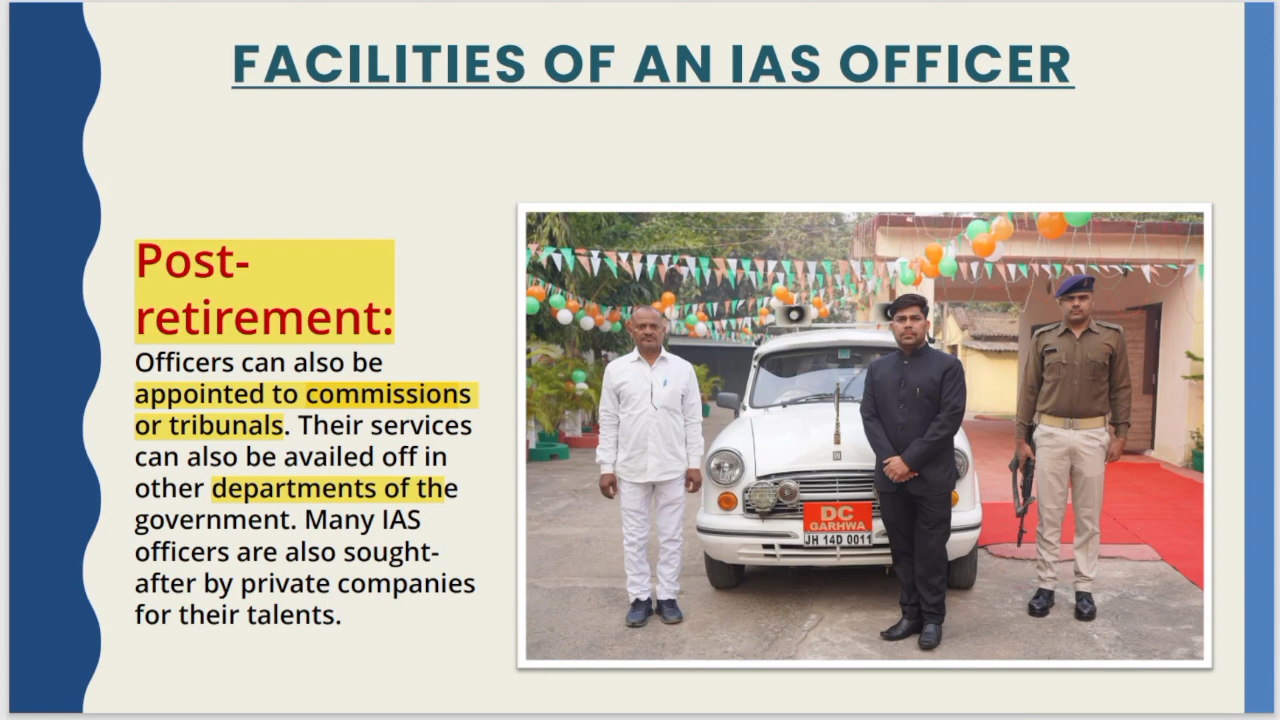 FACILITIES OF AN IAS OFFICER
Post-
retirement:
Officers can also be
appointed to commissions
or tribunals. Their services
can also be availed off in
other departments of the
government. Many IAS
officers are also sought-
after by private companies
for their talents.
DC
GARHWA
JH 14D 0011